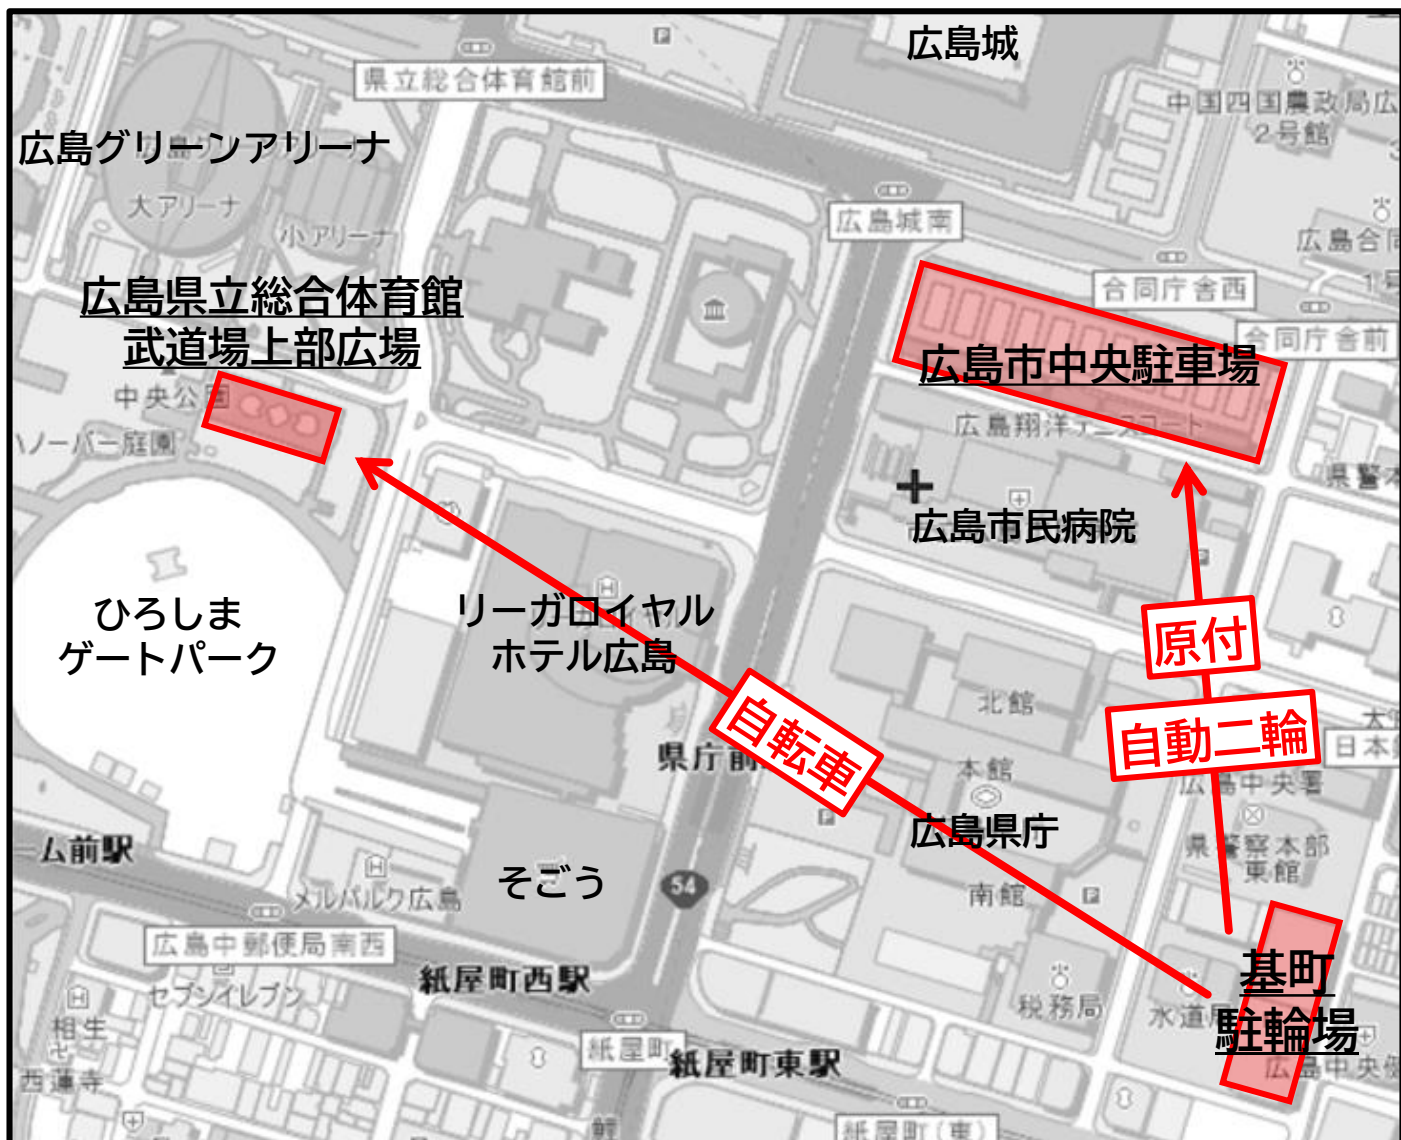 広島城
県立総合体育館前
中国四国農政局広
2号館
広島グリーンアリーナ
大アリーナ
小アリーナ
広島城南
広島合同
1号
合同庁舎西
合同庁舎前
広島県立総合体育館
武道場上部広場
広島市中央駐車場
中央公園
ハノーバー庭園
広島翔洋テニスコート
県警本
広島市民病院
ひろしま
ゲートパーク
リーガロイヤル
ホテル広島
原付
自動二輪
自転車
北館
日本銀
県庁前
本館
広島中央署
広島県庁
県警察本部
東館
南館
ーム前駅
そごう
54
メルパルク広島
広島中郵便局南西
紙屋町西駅
セブンイレブン
基町
駐輪場
税務局
水道局
相生
西蓮寺
紙屋町
紙屋町東駅
広島中央健
紙屋町(東)